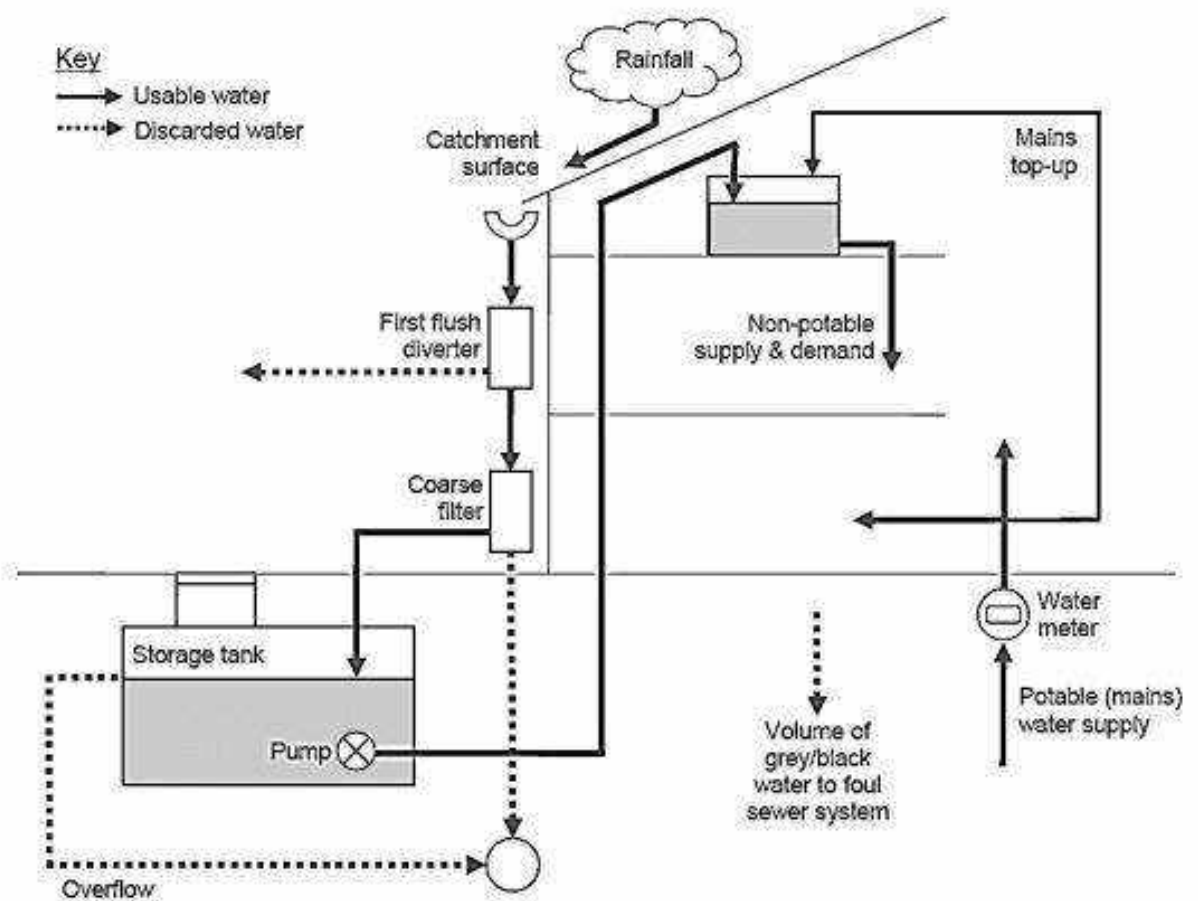 Key
Usable water
Discarded water
Rainfall
Catchment
surface
Mains
top-up
First flush
diverter
Non-potable
supply & demand
Coarse
filter
Storage tank
Pump
Overflow
Volume of
grey/black
water to foul
sewer system
Water
meter
Potable (mains)
water supply